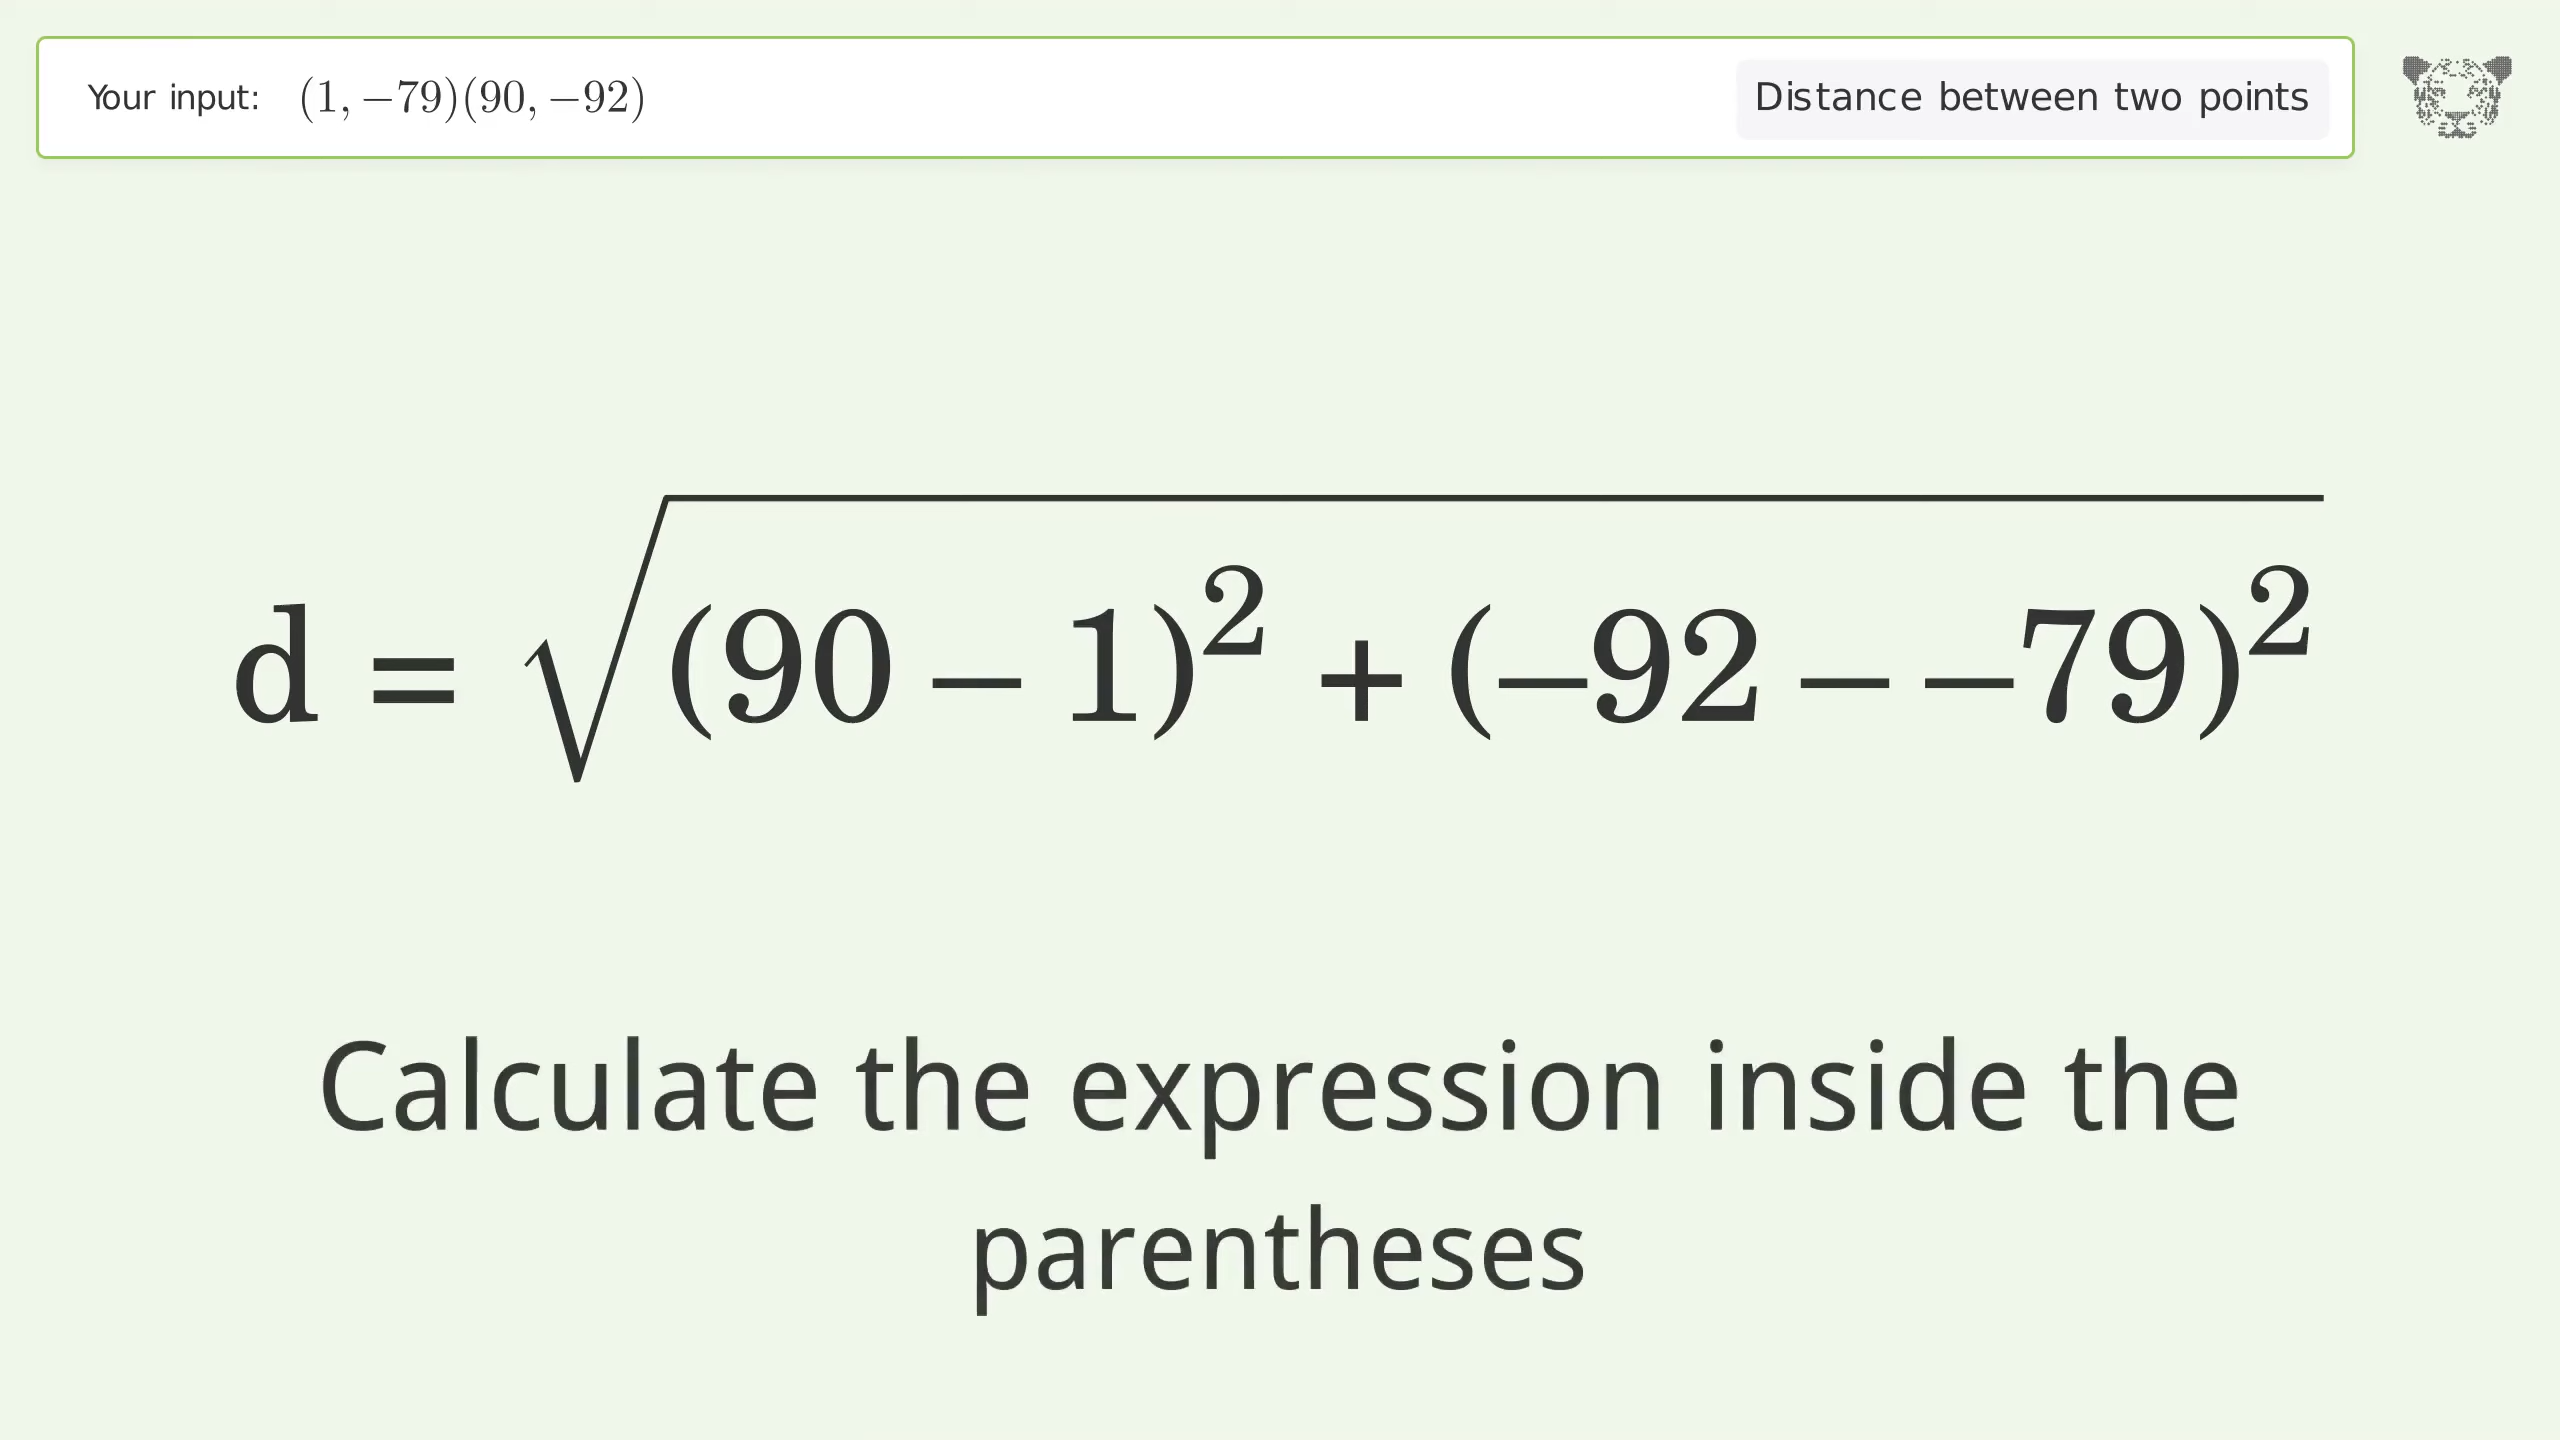 Your input: (1, −79)(90, −92)
Distance between two points
d = √(90 − 1)² + (−92 − −79)²
Calculate the expression inside the
parentheses